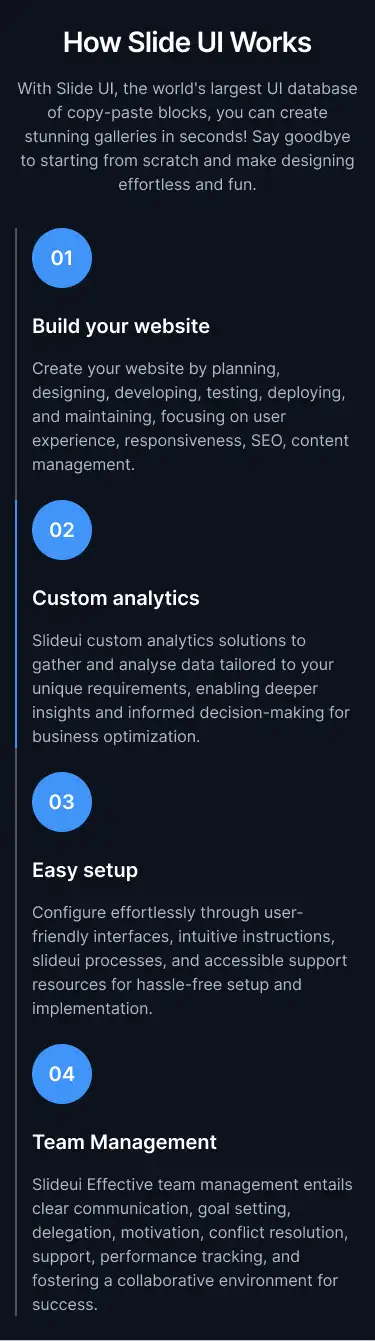 How Slide UI Works
With Slide UI, the world's largest UI database
of copy-paste blocks, you can create
stunning galleries in seconds! Say goodbye
to starting from scratch and make designing
effortless and fun.
01
Build your website
Create your website by planning,
designing, developing, testing, deploying,
and maintaining, focusing on user
experience, responsiveness, SEO, content
management.
02
Custom analytics
Slideui custom analytics solutions to
gather and analyse data tailored to your
unique requirements, enabling deeper
insights and informed decision-making for
business optimization.
03
Easy setup
Configure effortlessly through user-
friendly interfaces, intuitive instructions,
slideui processes, and accessible support
resources for hassle-free setup and
implementation.
04
Team Management
Slideui Effective team management entails
clear communication, goal setting,
delegation, motivation, conflict resolution,
support, performance tracking, and
fostering a collaborative environment for
success.